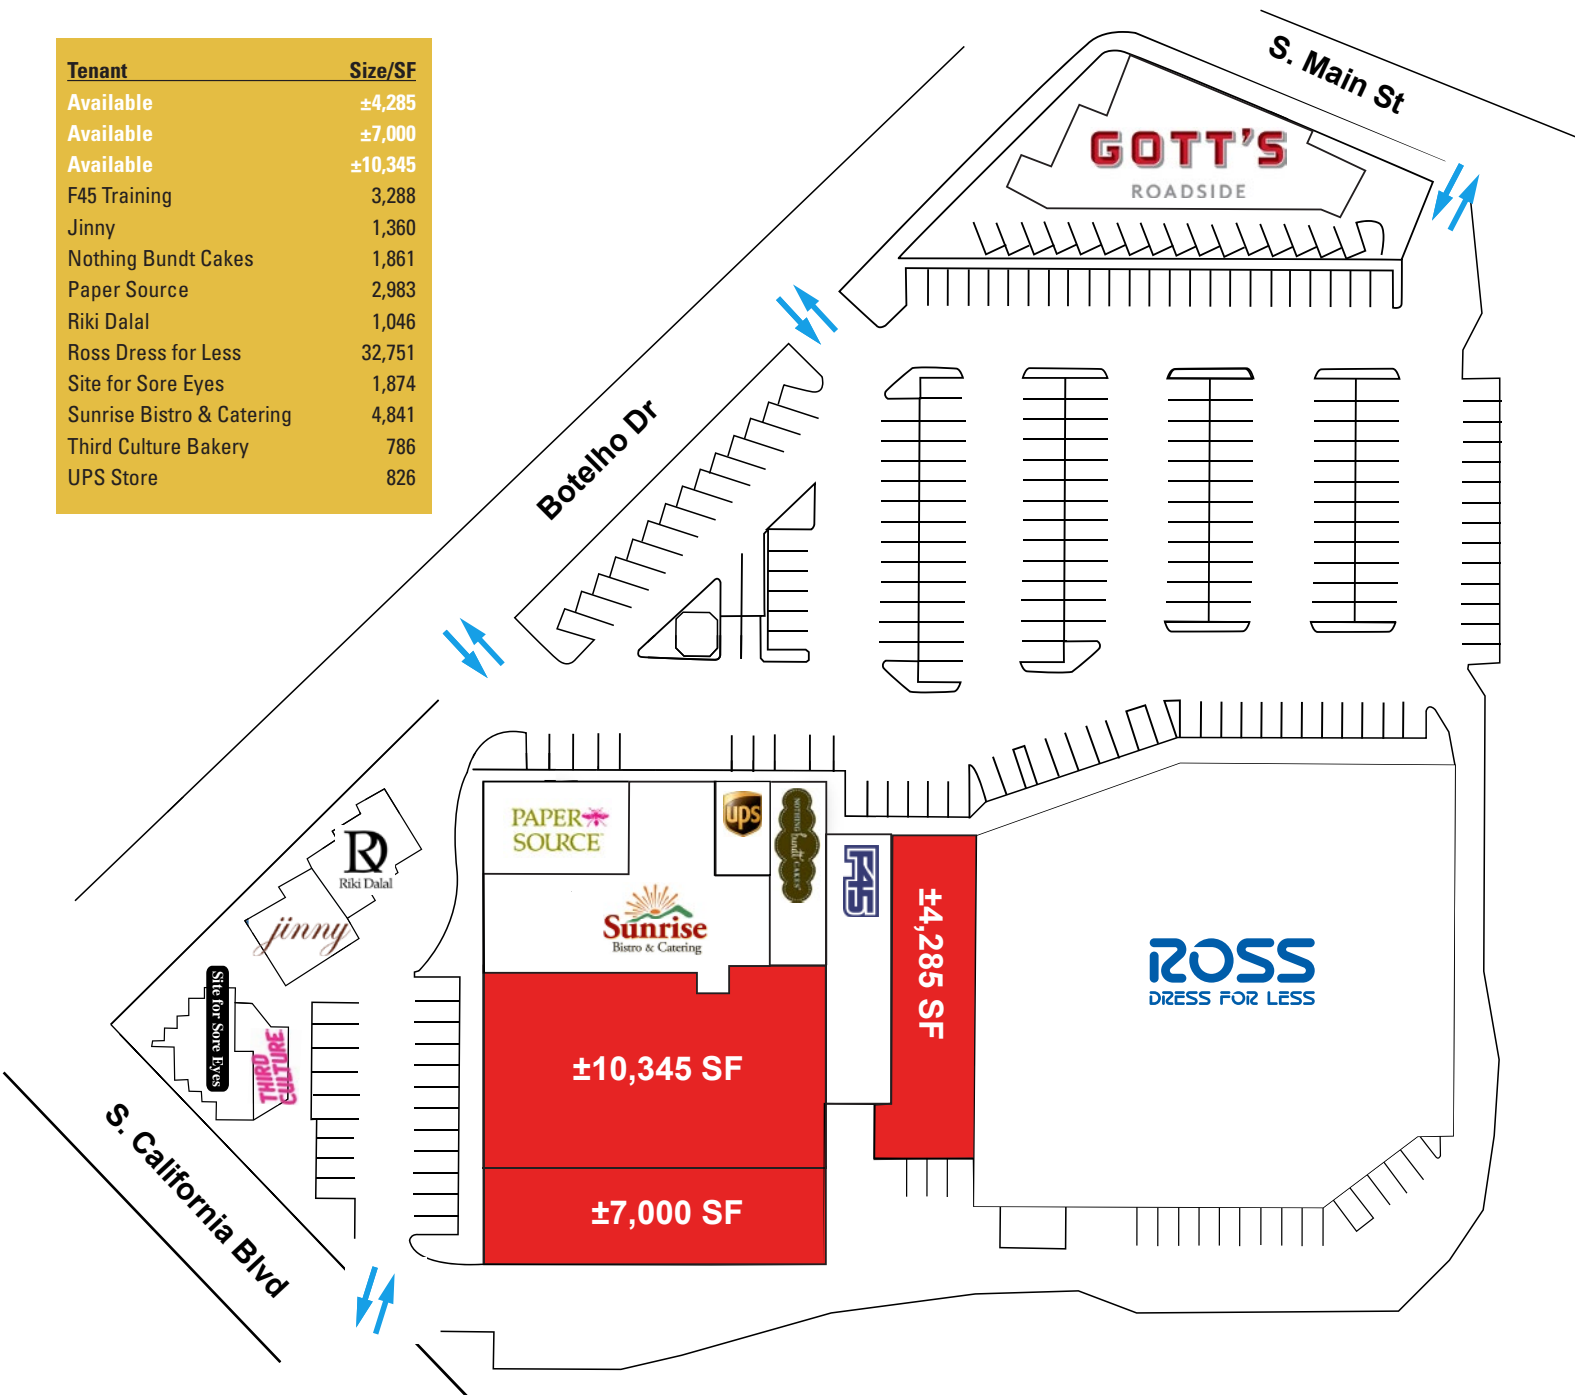 Tenant Size/SF
Available ±4,285
Available ±7,000
Available ±10,345
F45 Training 3,288
Jinny 1,360
Nothing Bundt Cakes 1,861
Paper Source 2,983
Riki Dalal 1,046
Ross Dress for Less 32,751
Site for Sore Eyes 1,874
Sunrise Bistro & Catering 4,841
Third Culture Bakery 786
UPS Store 826
S. Main St
GOTT'S
ROADSIDE
Botelho Dr
PAPER
SOURCE
ups
NOTHING
bundt
CAKES
F45
RD
Riki Dalal
jinny
Sunrise
Bistro & Catering
±4,285 SF
ROSS
DRESS FOR LESS
Site for Sore Eyes
THIRD
CULTURE
±10,345 SF
±7,000 SF
S. California Blvd